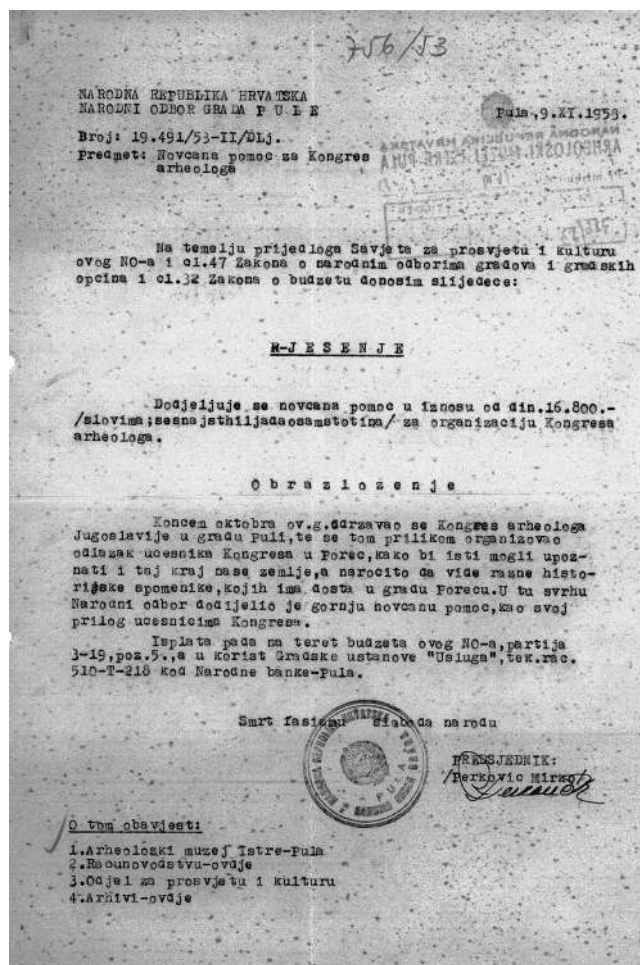 756/53
NARODNA REPUBLIKA HRVATSKA
NARODNI ODBOR GRADA P U L E
Pula,9.XI.1953.
Broj: 19.491/53-II/DLj.
Predmet: Novcana pomoc za Kongres
arheologa
NARODNA REPUBLIKA HRVATSKA
ARHEOLOŠKI MUZEJ ISTRE PULA
Na temelju prijedloga Savjeta za prosvjetu i kulturu
ovog NO-a i cl.47 Zakona o narodnim odborima gradova i gradskih
opcina i cl.32 Zakona o budzetu donosim slijedece:
R-J E S E N J E
Dodjeljuje se novcana pomoc u iznosu od din.16.800.-
/slovima;sesnajsthiljadaosamstotina/ za organizaciju Kongresa
arheologa.
O b r a z l o z e n j e
Koncem oktobra ov.g.odrzavao se Kongres arheologa
Jugoslavije u gradu Puli,te se tom prilikom organizovao
odlazak ucesnika Kongresa u Porec,kako bi isti mogli upoz-
nati i taj kraj nase zemlje,a narocito da vide razne histo-
rijske spomenike,kojih ima dosta u gradu Porecu.U tu svrhu
Narodni odbor dodijelio je gornju novcanu pomoc,kao svoj
prilog ucesnicima Kongresa.
Isplata pada na teret budzeta ovog NO-a,partija
3-19,poz.5.,a u korist Gradske ustanove "Usluga",tek.rac.
510-T-218 kod Narodne banke-Pula.
Smrt fasizmu sloboda narodu
PREDSJEDNIK:
/Perkovic Mirko/
O tom obavjest:
1.Arheoloski muzej Istre-Pula
2.Racunovodstvu-ovdje
3.Odjel za prosvjetu i kulturu
4.Arhivi-ovdje